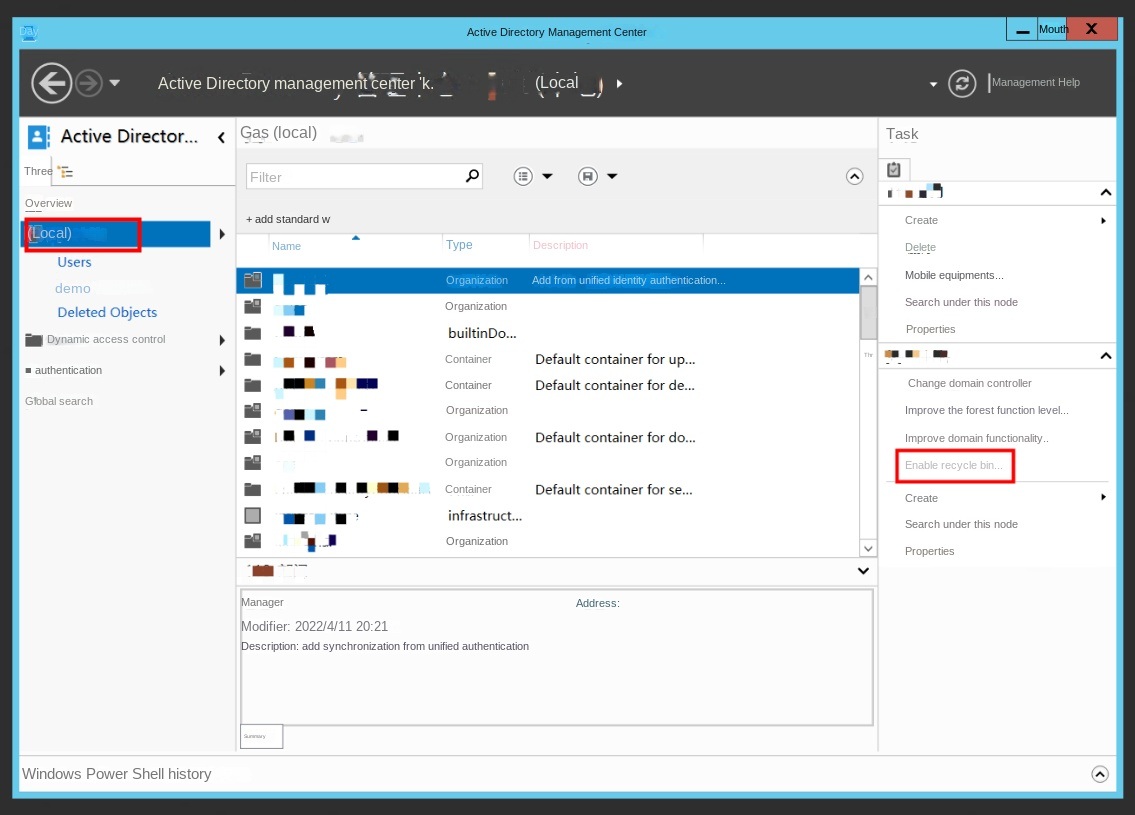 Active Directory Management Center
Mouth
Active Directory management center
(Local
Management Help
Active Director...
Three
Overview
(Local)
Users
demo
Deleted Objects
Dynamic access control
authentication
Global search
Gas (local)
Filter
+ add standard w
Name Type Description
Organization Add from unified identity authentication...
Organization
builtinDo...
Container Default container for up...
Container Default container for de...
Organization
Organization Default container for do...
Organization
Container Default container for se...
infrastruct...
Organization
Thr
Manager
Address:
Modifier: 2022/4/11 20:21
Description: add synchronization from unified authentication
Summary
Task
Create
Delete
Mobile equipments...
Search under this node
Properties
Change domain controller
Improve the forest function level...
Improve domain functionality..
Enable recycle bin...
Create
Search under this node
Properties
Windows Power Shell history